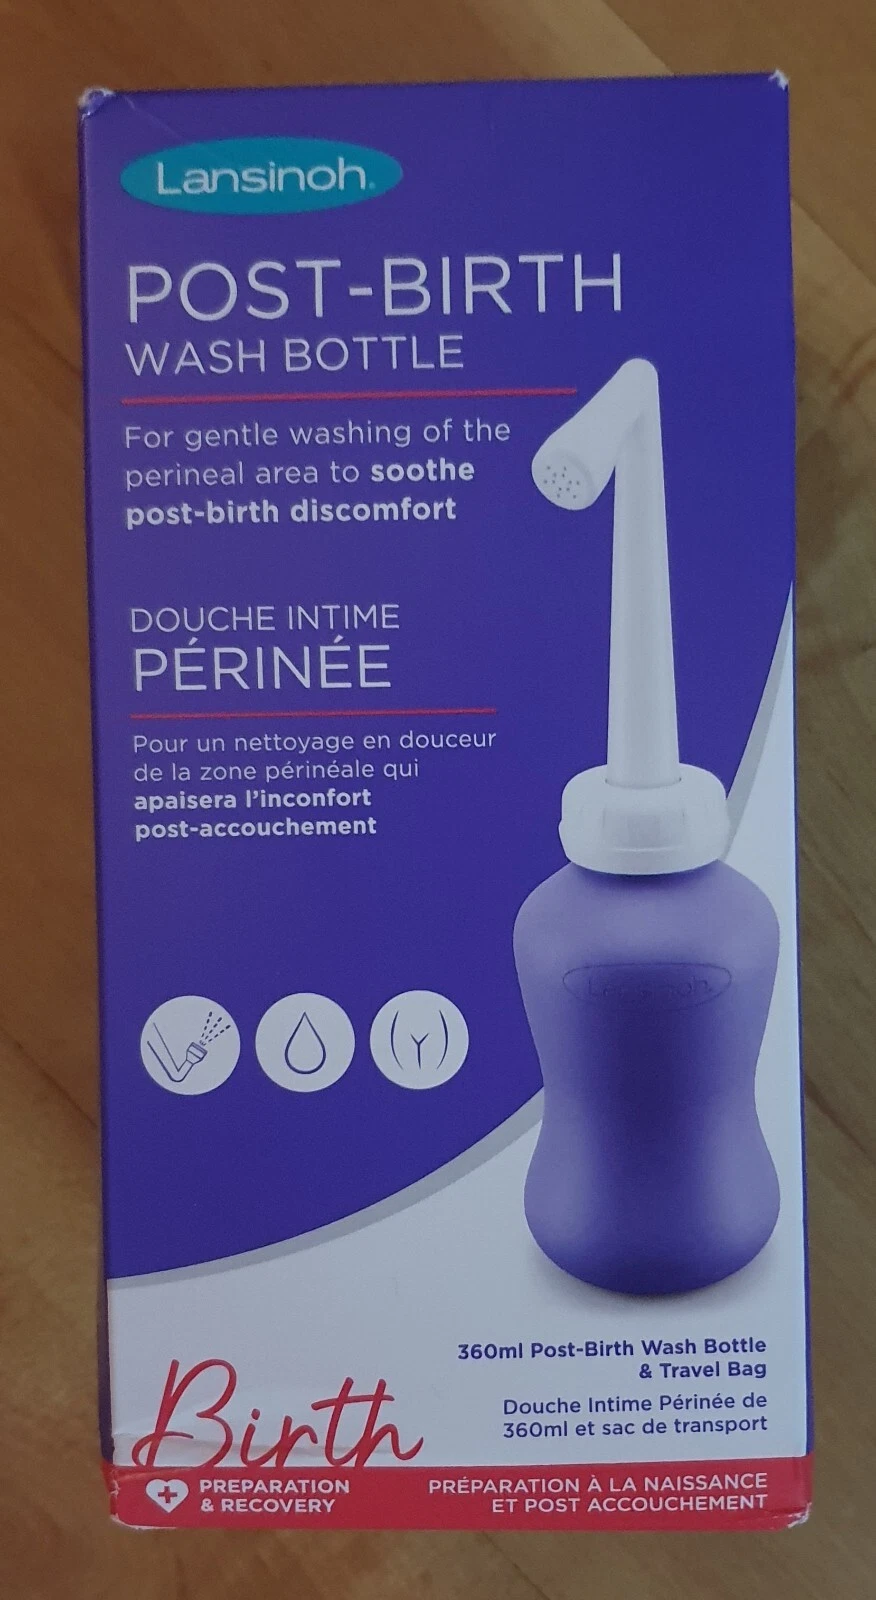 Lansinoh®
POST-BIRTH
WASH BOTTLE
For gentle washing of the
perineal area to soothe
post-birth discomfort
DOUCHE INTIME
PÉRINÉE
Pour un nettoyage en douceur
de la zone périnéale qui
apaisera l'inconfort
post-accouchement
Lansinoh
360ml Post-Birth Wash Bottle
& Travel Bag
Douche Intime Périnée de
360ml et sac de transport
Birth
PREPARATION
& RECOVERY
PRÉPARATION À LA NAISSANCE
ET POST ACCOUCHEMENT